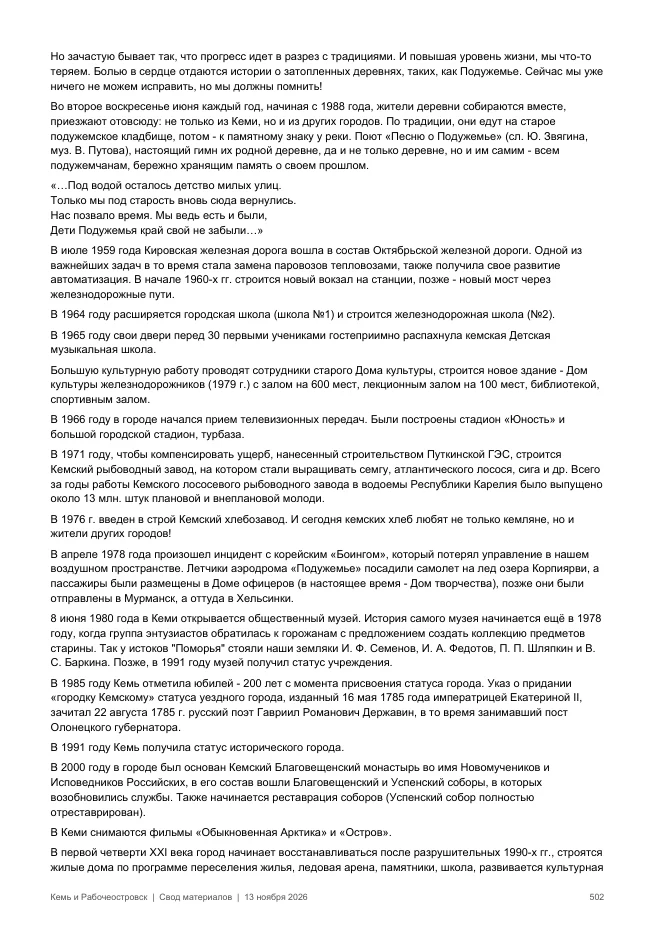 Но зачастую бывает так, что прогресс идет в разрез с традициями. И повышая уровень жизни, мы что-то
теряем. Болью в сердце отдаются истории о затопленных деревнях, таких, как Подужемье. Сейчас мы уже
ничего не можем исправить, но мы должны помнить!
Во второе воскресенье июня каждый год, начиная с 1988 года, жители деревни собираются вместе,
приезжают отовсюду: не только из Кеми, но и из других городов. По традиции, они едут на старое
подужемское кладбище, потом - к памятному знаку у реки. Поют «Песню о Подужемье» (сл. Ю. Звягина,
муз. В. Путова), настоящий гимн их родной деревне, да и не только деревне, но и им самим - всем
подужемчанам, бережно хранящим память о своем прошлом.
«…Под водой осталось детство милых улиц.
Только мы под старость вновь сюда вернулись.
Нас позвало время. Мы ведь есть и были,
Дети Подужемья край свой не забыли…»
В июле 1959 года Кировская железная дорога вошла в состав Октябрьской железной дороги. Одной из
важнейших задач в то время стала замена паровозов тепловозами, также получила свое развитие
автоматизация. В начале 1960-х гг. строится новый вокзал на станции, позже - новый мост через
железнодорожные пути.
В 1964 году расширяется городская школа (школа №1) и строится железнодорожная школа (№2).
В 1965 году свои двери перед 30 первыми учениками гостеприимно распахнула кемская Детская
музыкальная школа.
Большую культурную работу проводят сотрудники старого Дома культуры, строится новое здание - Дом
культуры железнодорожников (1979 г.) с залом на 600 мест, лекционным залом на 100 мест, библиотекой,
спортивным залом.
В 1966 году в городе начался прием телевизионных передач. Были построены стадион «Юность» и
большой городской стадион, турбаза.
В 1971 году, чтобы компенсировать ущерб, нанесенный строительством Путкинской ГЭС, строится
Кемский рыбоводный завод, на котором стали выращивать семгу, атлантического лосося, сига и др. Всего
за годы работы Кемского лососевого рыбоводного завода в водоемы Республики Карелия было выпущено
около 13 млн. штук плановой и внеплановой молоди.
В 1976 г. введен в строй Кемский хлебозавод. И сегодня кемских хлеб любят не только кемляне, но и
жители других городов!
В апреле 1978 года произошел инцидент с корейским «Боингом», который потерял управление в нашем
воздушном пространстве. Летчики аэродрома «Подужемье» посадили самолет на лед озера Корпиярви, а
пассажиры были размещены в Доме офицеров (в настоящее время - Дом творчества), позже они были
отправлены в Мурманск, а оттуда в Хельсинки.
8 июня 1980 года в Кеми открывается общественный музей. История самого музея начинается ещё в 1978
году, когда группа энтузиастов обратилась к горожанам с предложением создать коллекцию предметов
старины. Так у истоков "Поморья" стояли наши земляки И. Ф. Семенов, И. А. Федотов, П. П. Шляпкин и В.
С. Баркина. Позже, в 1991 году музей получил статус учреждения.
В 1985 году Кемь отметила юбилей - 200 лет с момента присвоения статуса города. Указ о придании
«городку Кемскому» статуса уездного города, изданный 16 мая 1785 года императрицей Екатериной II,
зачитал 22 августа 1785 г. русский поэт Гавриил Романович Державин, в то время занимавший пост
Олонецкого губернатора.
В 1991 году Кемь получила статус исторического города.
В 2000 году в городе был основан Кемский Благовещенский монастырь во имя Новомучеников и
Исповедников Российских, в его состав вошли Благовещенский и Успенский соборы, в которых
возобновились службы. Также начинается реставрация соборов (Успенский собор полностью
отреставрирован).
В Кеми снимаются фильмы «Обыкновенная Арктика» и «Остров».
В первой четверти XXI века город начинает восстанавливаться после разрушительных 1990-х гг., строятся
жилые дома по программе переселения жилья, ледовая арена, памятники, школа, развивается культурная
Кемь и Рабочеостровск | Свод материалов | 13 ноября 2026
502